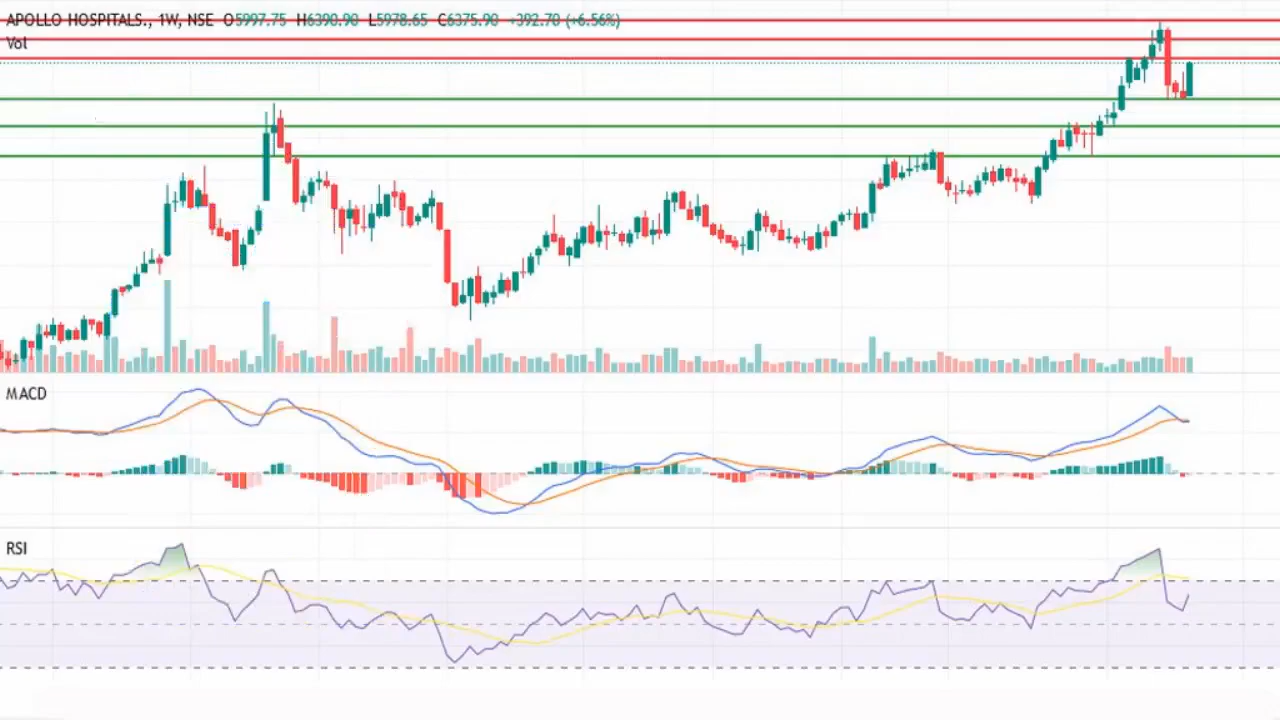 APOLLO HOSPITALS., 1W, NSE O5997.75 H6390.90 L5978.65 C6375.90 +392.70 (+6.56%)
Vol
MACD
RSI